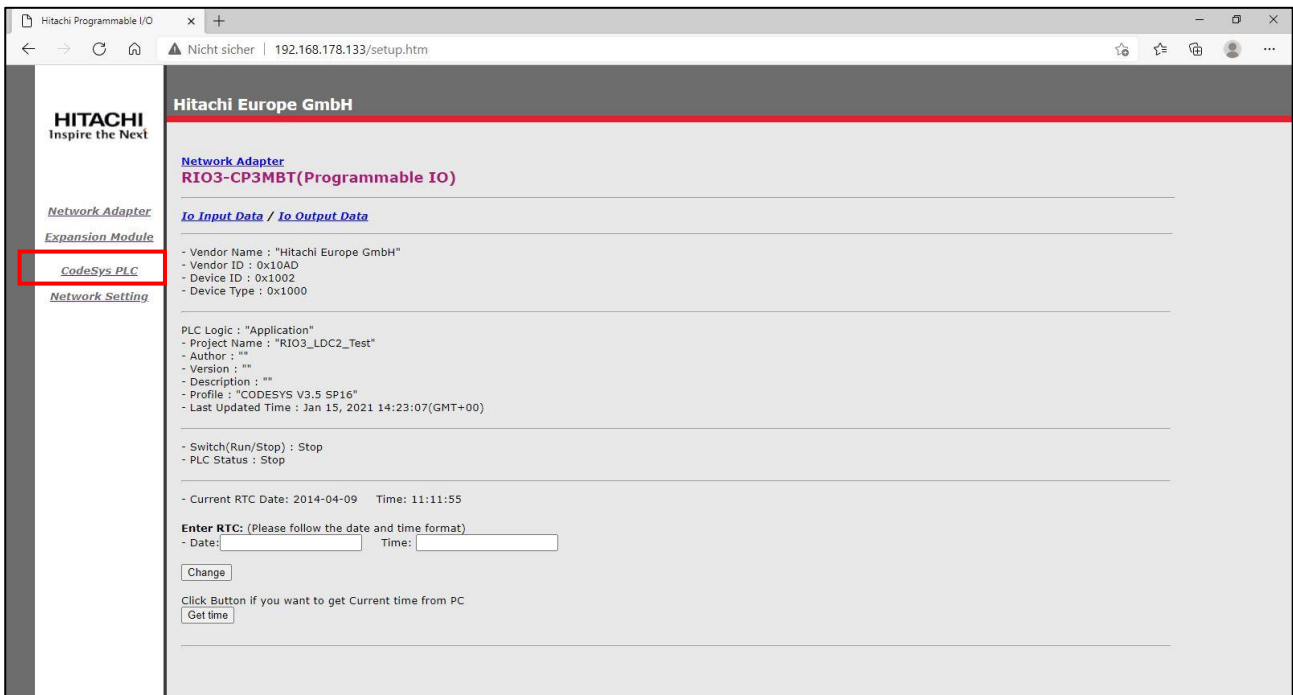 Hitachi Programmable I/O
Nicht sicher | 192.168.178.133/setup.htm
HITACHI
Inspire the Next
Network Adapter
Expansion Module
CodeSys PLC
Network Setting
Hitachi Europe GmbH
Network Adapter
RIO3-CP3MBT(Programmable IO)
Io Input Data / Io Output Data
- Vendor Name : "Hitachi Europe GmbH"
- Vendor ID : 0x10AD
- Device ID : 0x1002
- Device Type : 0x1000
PLC Logic : "Application"
- Project Name : "RIO3_LDC2_Test"
- Author : ""
- Version : ""
- Description : ""
- Profile : "CODESYS V3.5 SP16"
- Last Updated Time : Jan 15, 2021 14:23:07(GMT+00)
- Switch(Run/Stop) : Stop
- PLC Status : Stop
- Current RTC Date: 2014-04-09 Time: 11:11:55
Enter RTC: (Please follow the date and time format)
- Date: Time:
Change
Click Button if you want to get Current time from PC
Get time